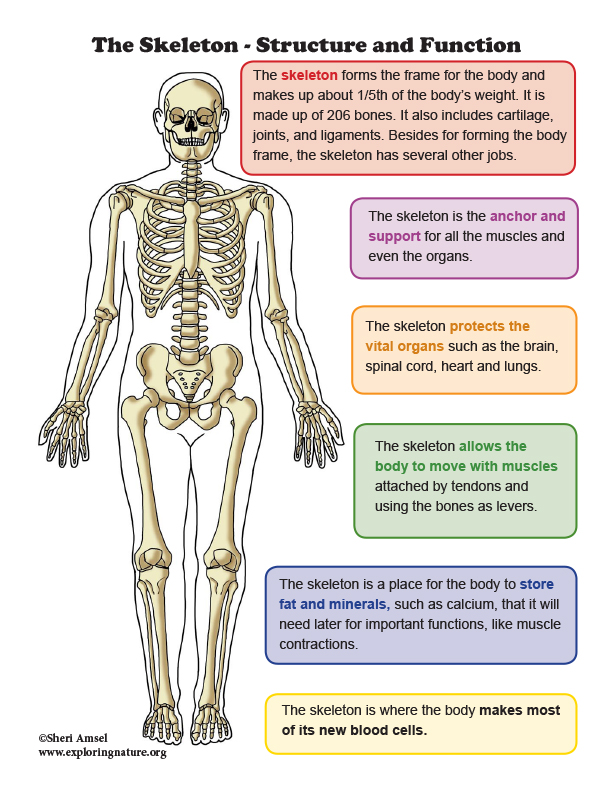 The Skeleton - Structure and Function
The skeleton forms the frame for the body and
makes up about 1/5th of the body's weight. It is
made up of 206 bones. It also includes cartilage,
joints, and ligaments. Besides for forming the body
frame, the skeleton has several other jobs.
The skeleton is the anchor and
support for all the muscles and
even the organs.
The skeleton protects the
vital organs such as the brain,
spinal cord, heart and lungs.
The skeleton allows the
body to move with muscles
attached by tendons and
using the bones as levers.
The skeleton is a place for the body to store
fat and minerals, such as calcium, that it will
need later for important functions, like muscle
contractions.
The skeleton is where the body makes most
of its new blood cells.
©Sheri Amsel
www.exploringnature.org